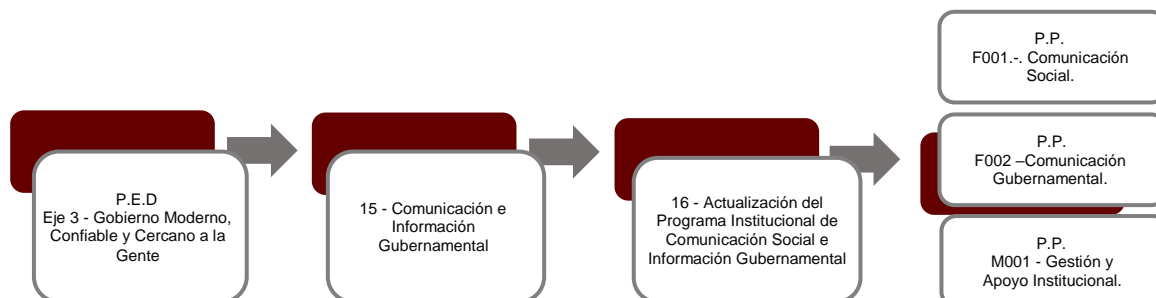 P.E.D
Eje 3 - Gobierno Moderno,
Confiable y Cercano a la
Gente
15 - Comunicación e
Información
Gubernamental
16 - Actualización del
Programa Institucional de
Comunicación Social e
Información Gubernamental
P.P.
F001.-. Comunicación
Social.
P.P.
F002 –Comunicación
Gubernamental.
P.P.
M001 - Gestión y
Apoyo Institucional.